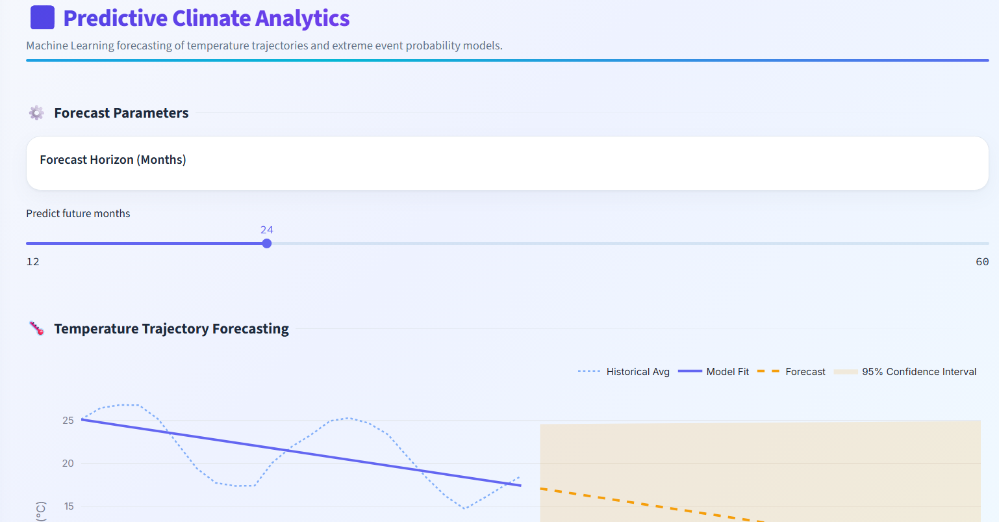 Predictive Climate Analytics
Machine Learning forecasting of temperature trajectories and extreme event probability models.
Forecast Parameters
Forecast Horizon (Months)
Predict future months
24
12
60
Temperature Trajectory Forecasting
Historical Avg Model Fit Forecast 95% Confidence Interval
25
20
15
(°C)